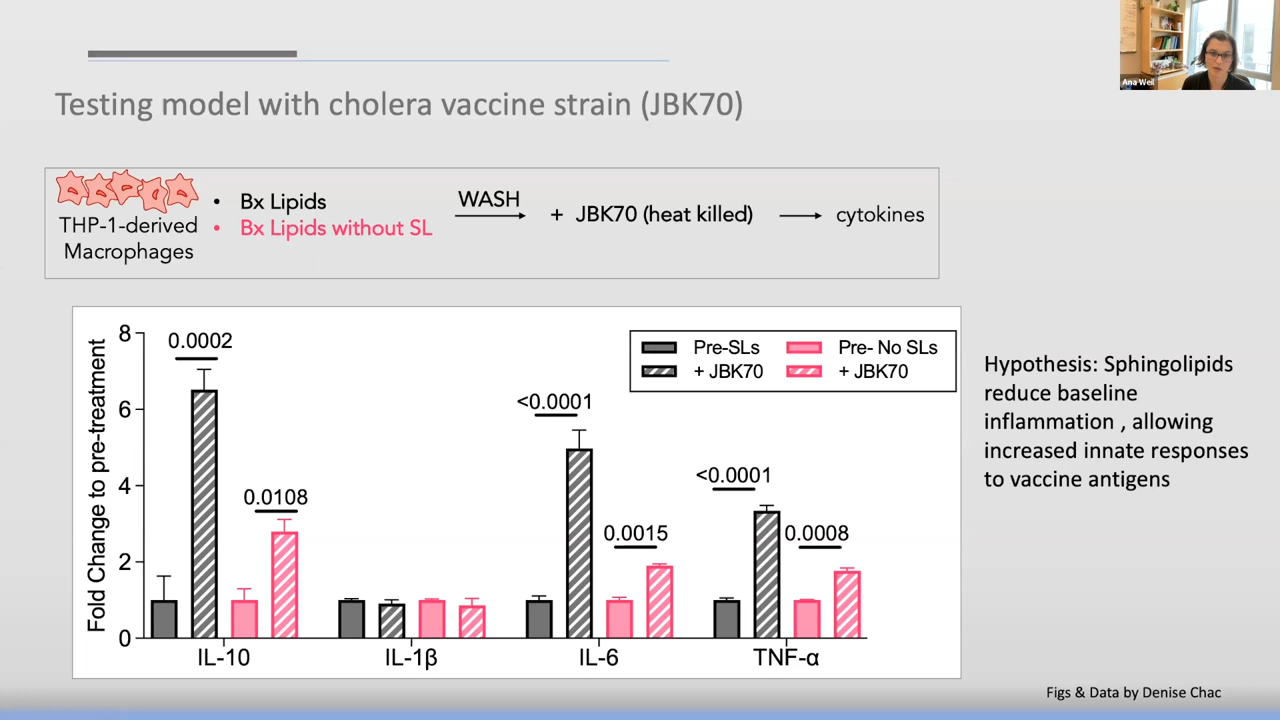 Ana Weil
Testing model with cholera vaccine strain (JBK70)
THP-1-derived
Macrophages
• Bx Lipids
• Bx Lipids without SL
WASH
+ JBK70 (heat killed)
cytokines
Fold Change to pre-treatment
8
6
4
2
0
0.0002
0.0108
<0.0001
0.0015
<0.0001
0.0008
Pre-SLs
+ JBK70
Pre- No SLs
+ JBK70
IL-10
IL-1β
IL-6
TNF-α
Hypothesis: Sphingolipids
reduce baseline
inflammation , allowing
increased innate responses
to vaccine antigens
Figs & Data by Denise Chac